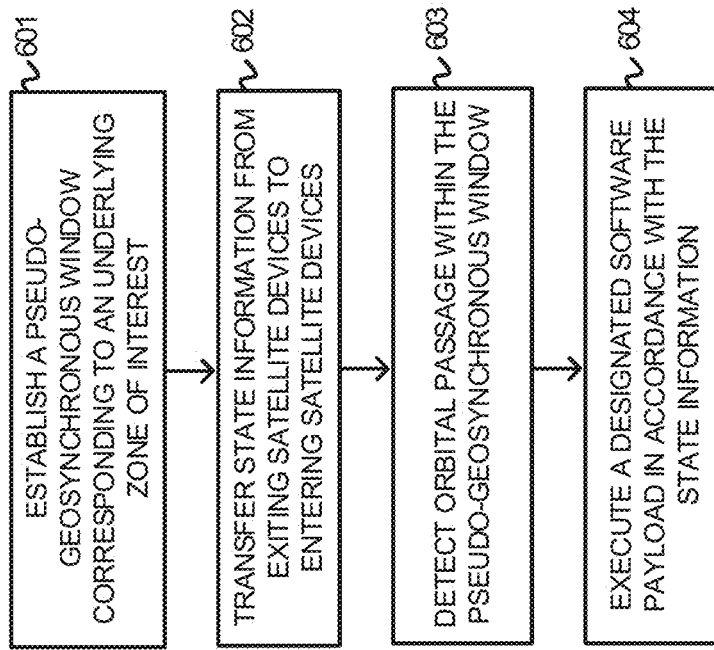 601
ESTABLISH A PSEUDO-
GEOSYNCHRONOUS WINDOW
CORRESPONDING TO AN UNDERLYING
ZONE OF INTEREST
602
TRANSFER STATE INFORMATION FROM
EXITING SATELLITE DEVICES TO
ENTERING SATELLITE DEVICES
603
DETECT ORBITAL PASSAGE WITHIN THE
PSEUDO-GEOSYNCHRONOUS WINDOW
604
EXECUTE A DESIGNATED SOFTWARE
PAYLOAD IN ACCORDANCE WITH THE
STATE INFORMATION